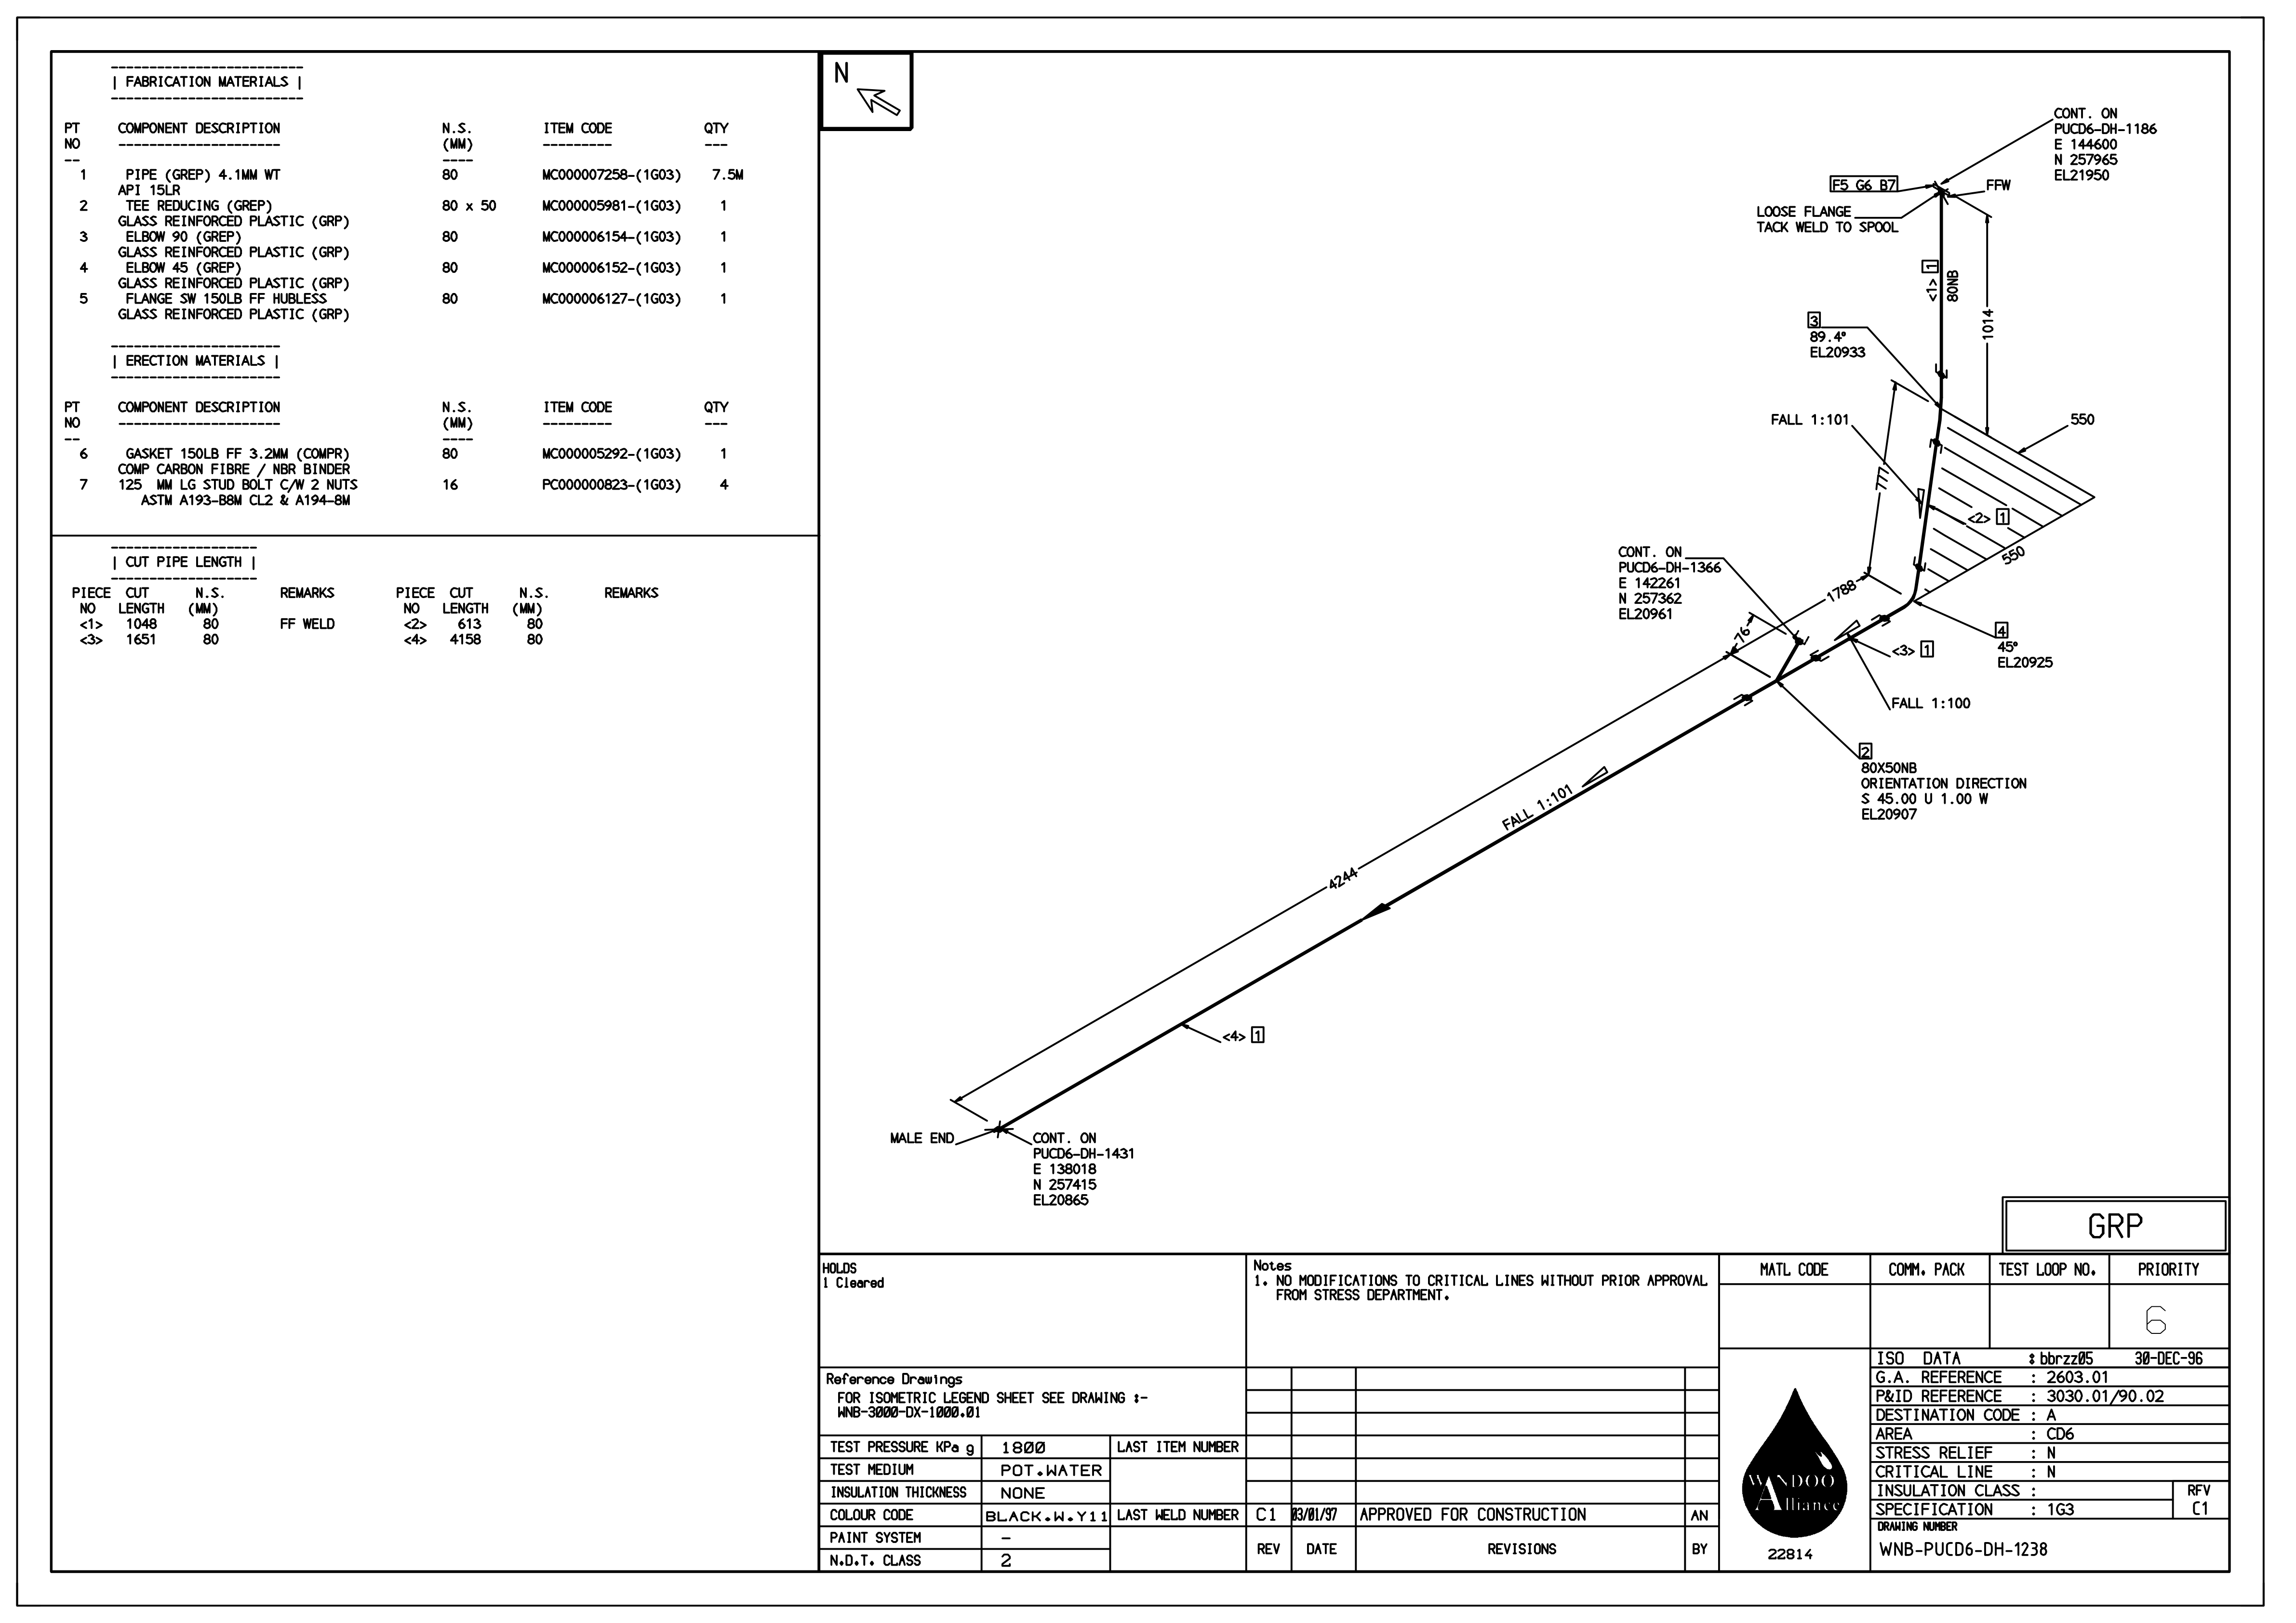 | FABRICATION MATERIALS |
PT COMPONENT DESCRIPTION N.S. ITEM CODE QTY
NO (MM)
1 PIPE (GREP) 4.1MM WT 80 MC000007258-(1G03) 7.5M
API 15LR
2 TEE REDUCING (GREP) 80 x 50 MC000005981-(1G03) 1
GLASS REINFORCED PLASTIC (GRP)
3 ELBOW 90 (GREP) 80 MC000006154-(1G03) 1
GLASS REINFORCED PLASTIC (GRP)
4 ELBOW 45 (GREP) 80 MC000006152-(1G03) 1
GLASS REINFORCED PLASTIC (GRP)
5 FLANGE SW 150LB FF HUBLESS 80 MC000006127-(1G03) 1
GLASS REINFORCED PLASTIC (GRP)
| ERECTION MATERIALS |
PT COMPONENT DESCRIPTION N.S. ITEM CODE QTY
NO (MM)
6 GASKET 150LB FF 3.2MM (COMPR) 80 MC000005292-(1G03) 1
COMP CARBON FIBRE / NBR BINDER
7 125 MM LG STUD BOLT C/W 2 NUTS 16 PC000000823-(1G03) 4
ASTM A193-B8M CL2 & A194-8M
| CUT PIPE LENGTH |
PIECE CUT N.S. REMARKS PIECE CUT N.S. REMARKS
NO LENGTH (MM) NO LENGTH (MM)
<1> 1048 80 FF WELD <2> 613 80
<3> 1651 80 <4> 4158 80
N
CONT. ON
PUCD6-DH-1186
E 144600
N 257965
EL21950
F5 G6 B7
FFW
LOOSE FLANGE
TACK WELD TO SPOOL
<1> 1
80NB
1014
3
89.4°
EL20933
FALL 1:101
550
777
<2> 1
550
CONT. ON
PUCD6-DH-1366
E 142261
N 257362
EL20961
1788
76
4
45°
EL20925
<3> 1
FALL 1:100
2
80X50NB
ORIENTATION DIRECTION
S 45.00 U 1.00 W
EL20907
FALL 1:101
4244
<4> 1
MALE END
CONT. ON
PUCD6-DH-1431
E 138018
N 257415
EL20865
GRP
HOLDS
1 Cleared
Notes
1. NO MODIFICATIONS TO CRITICAL LINES WITHOUT PRIOR APPROVAL
FROM STRESS DEPARTMENT.
MATL CODE COMM. PACK TEST LOOP NO. PRIORITY
6
Reference Drawings
FOR ISOMETRIC LEGEND SHEET SEE DRAWING :-
WNB-3000-DX-1000.01
TEST PRESSURE KPa g 1800 LAST ITEM NUMBER
TEST MEDIUM POT.WATER
INSULATION THICKNESS NONE
COLOUR CODE BLACK.W.Y11 LAST WELD NUMBER
PAINT SYSTEM -
N.D.T. CLASS 2
C1 03/01/97 APPROVED FOR CONSTRUCTION AN
REV DATE REVISIONS BY
WANDOO
Alliance
22814
ISO DATA : bbrzz05 30-DEC-96
G.A. REFERENCE : 2603.01
P&ID REFERENCE : 3030.01/90.02
DESTINATION CODE : A
AREA : CD6
STRESS RELIEF : N
CRITICAL LINE : N
INSULATION CLASS :
SPECIFICATION : 1G3
RFV
C1
DRAWING NUMBER
WNB-PUCD6-DH-1238